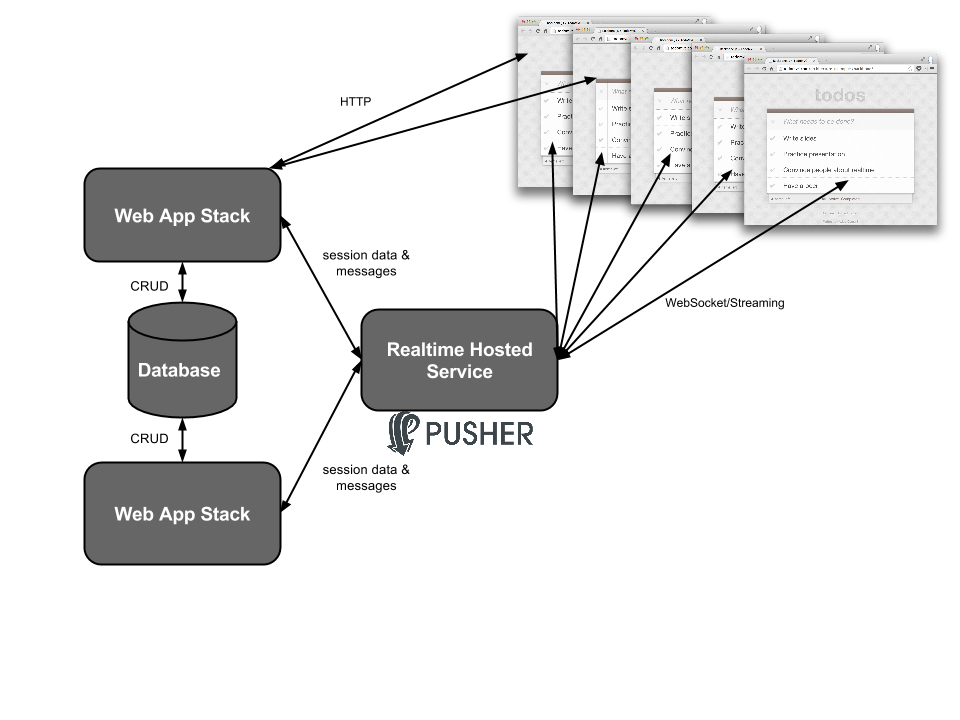 HTTP
todos
What needs to be done?
Write slides
Practice presentation
Convince people about realtime
Have a beer
Web App Stack
session data &
messages
CRUD
WebSocket/Streaming
Realtime Hosted
Service
Database
PUSHER
CRUD
session data &
messages
Web App Stack